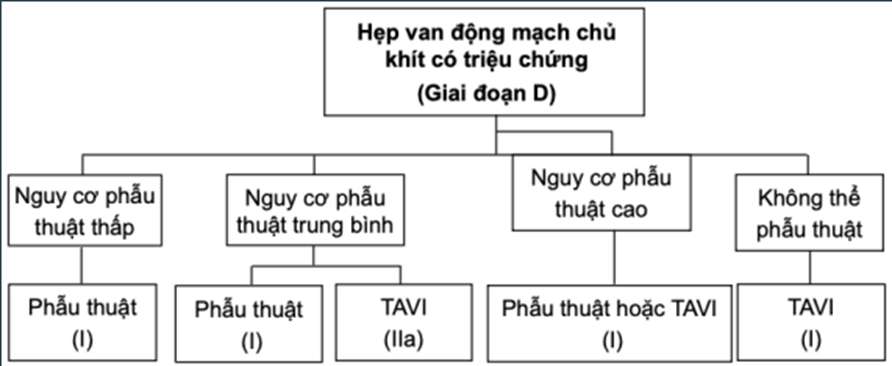 Hẹp van động mạch chủ
khít có triệu chứng
(Giai đoạn D)
Nguy cơ phẫu
thuật thấp
Nguy cơ phẫu
thuật trung bình
Nguy cơ phẫu
thuật cao
Không thể
phẫu thuật
Phẫu thuật
(I)
Phẫu thuật
(I)
TAVI
(IIa)
Phẫu thuật hoặc TAVI
(I)
TAVI
(I)